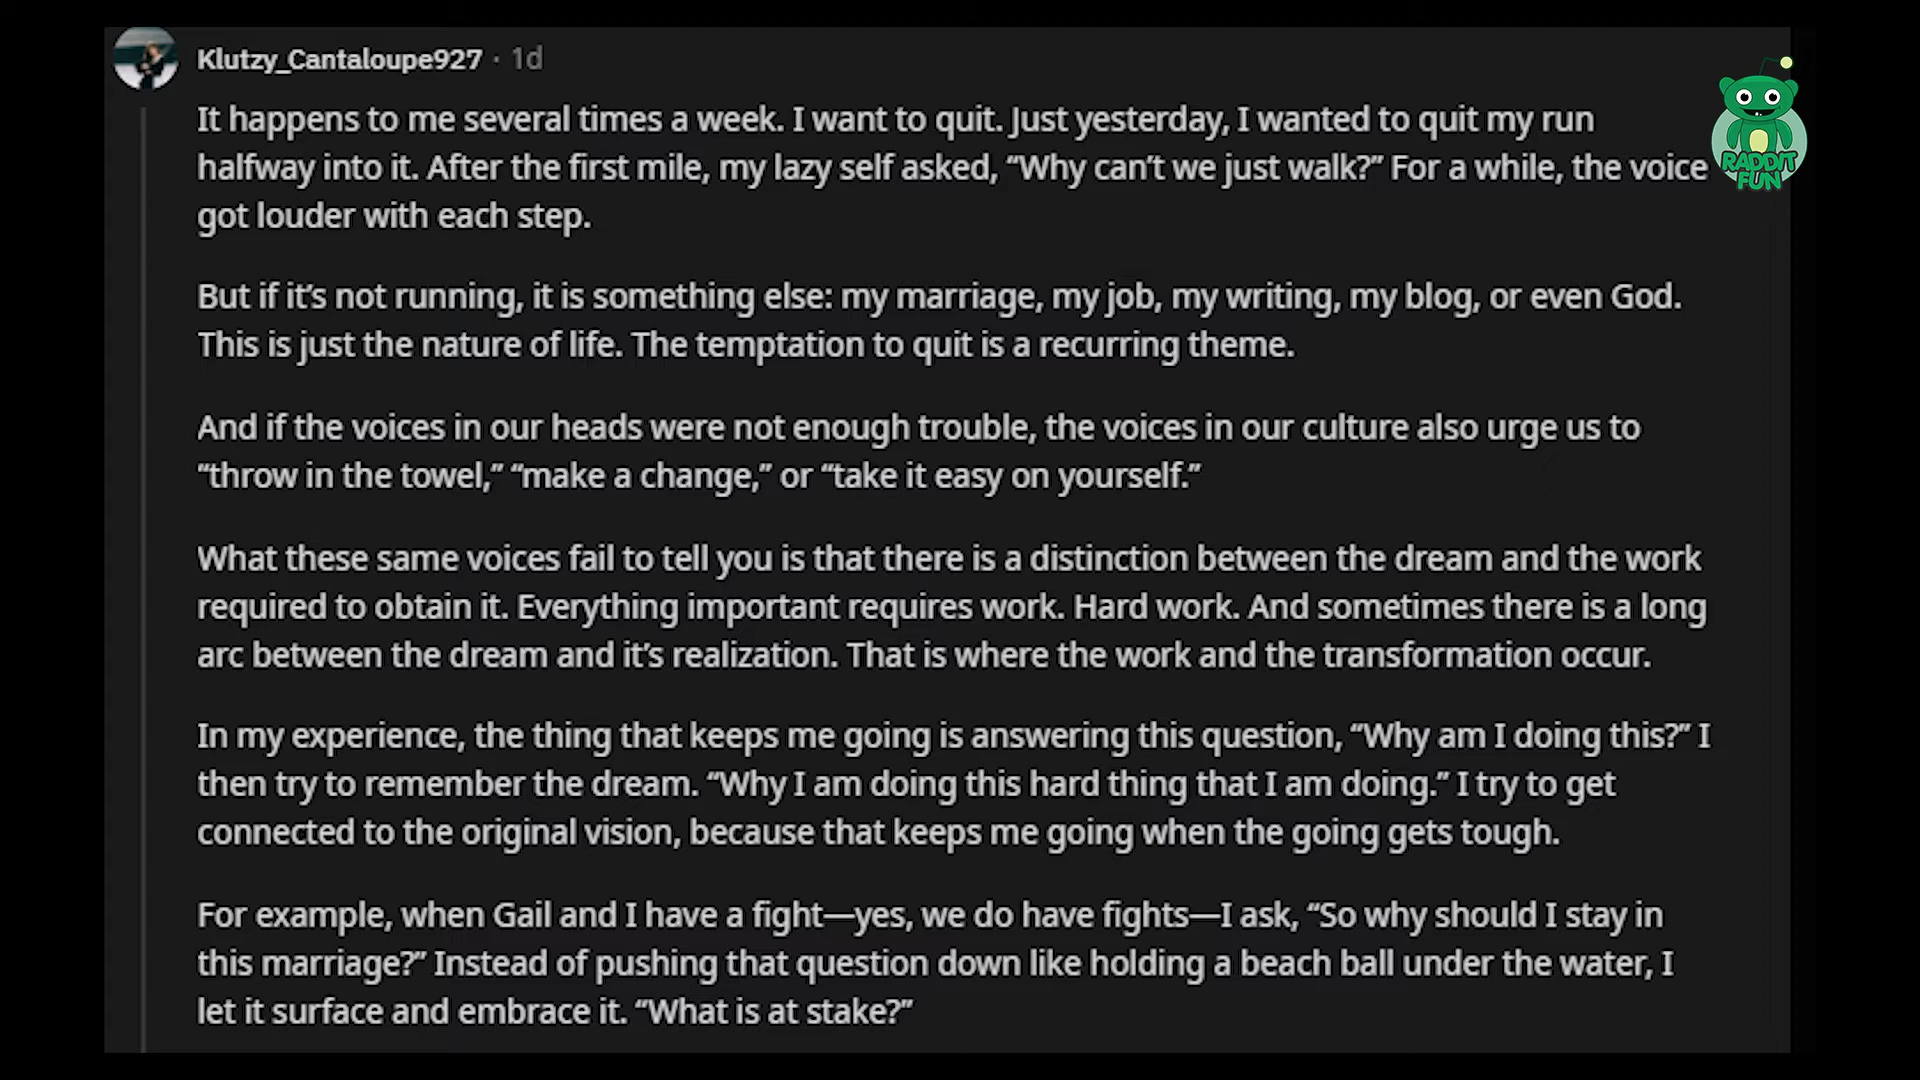 Klutzy_Cantaloupe927 · 1d
It happens to me several times a week. I want to quit. Just yesterday, I wanted to quit my run
halfway into it. After the first mile, my lazy self asked, “Why can’t we just walk?” For a while, the voice
got louder with each step.
RADDIT
FUN
But if it’s not running, it is something else: my marriage, my job, my writing, my blog, or even God.
This is just the nature of life. The temptation to quit is a recurring theme.
And if the voices in our heads were not enough trouble, the voices in our culture also urge us to
“throw in the towel,” “make a change,” or “take it easy on yourself.”
What these same voices fail to tell you is that there is a distinction between the dream and the work
required to obtain it. Everything important requires work. Hard work. And sometimes there is a long
arc between the dream and it’s realization. That is where the work and the transformation occur.
In my experience, the thing that keeps me going is answering this question, “Why am I doing this?” I
then try to remember the dream. “Why I am doing this hard thing that I am doing.” I try to get
connected to the original vision, because that keeps me going when the going gets tough.
For example, when Gail and I have a fight—yes, we do have fights—I ask, “So why should I stay in
this marriage?” Instead of pushing that question down like holding a beach ball under the water, I
let it surface and embrace it. “What is at stake?”